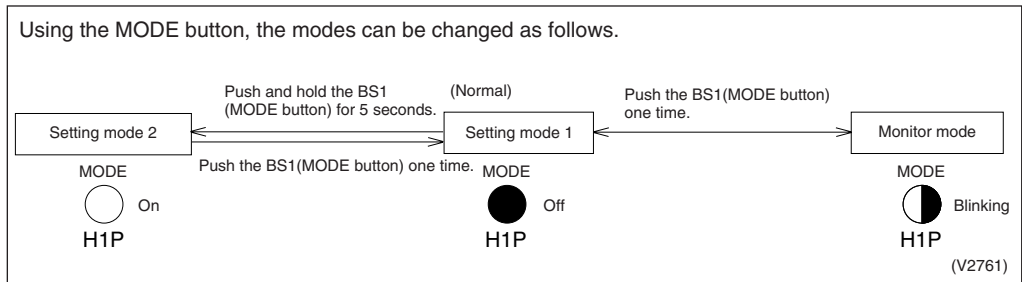 Using the MODE button, the modes can be changed as follows.
Push and hold the BS1
(MODE button) for 5 seconds.
(Normal)
Push the BS1(MODE button)
one time.
Setting mode 2
Setting mode 1
Monitor mode
Push the BS1(MODE button) one time.
MODE
On
H1P
MODE
Off
H1P
MODE
Blinking
H1P
(V2761)